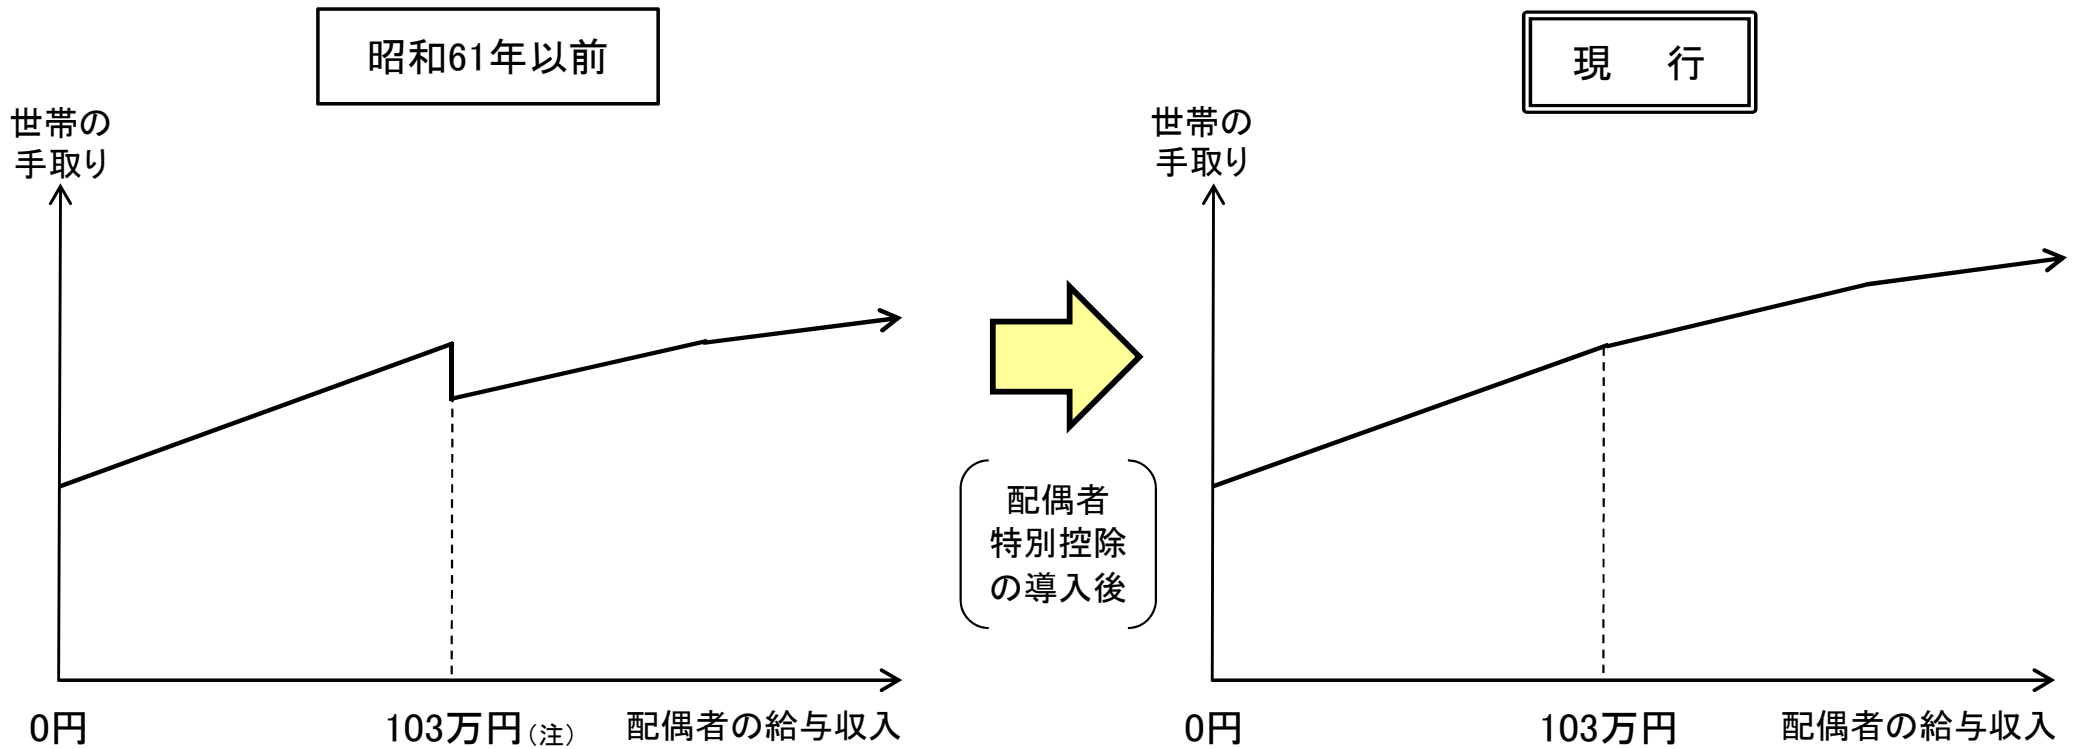 昭和61年以前
世帯の
手取り
0円
103万円(注)
配偶者の給与収入
配偶者
特別控除
の導入後
現 行
世帯の
手取り
0円
103万円
配偶者の給与収入